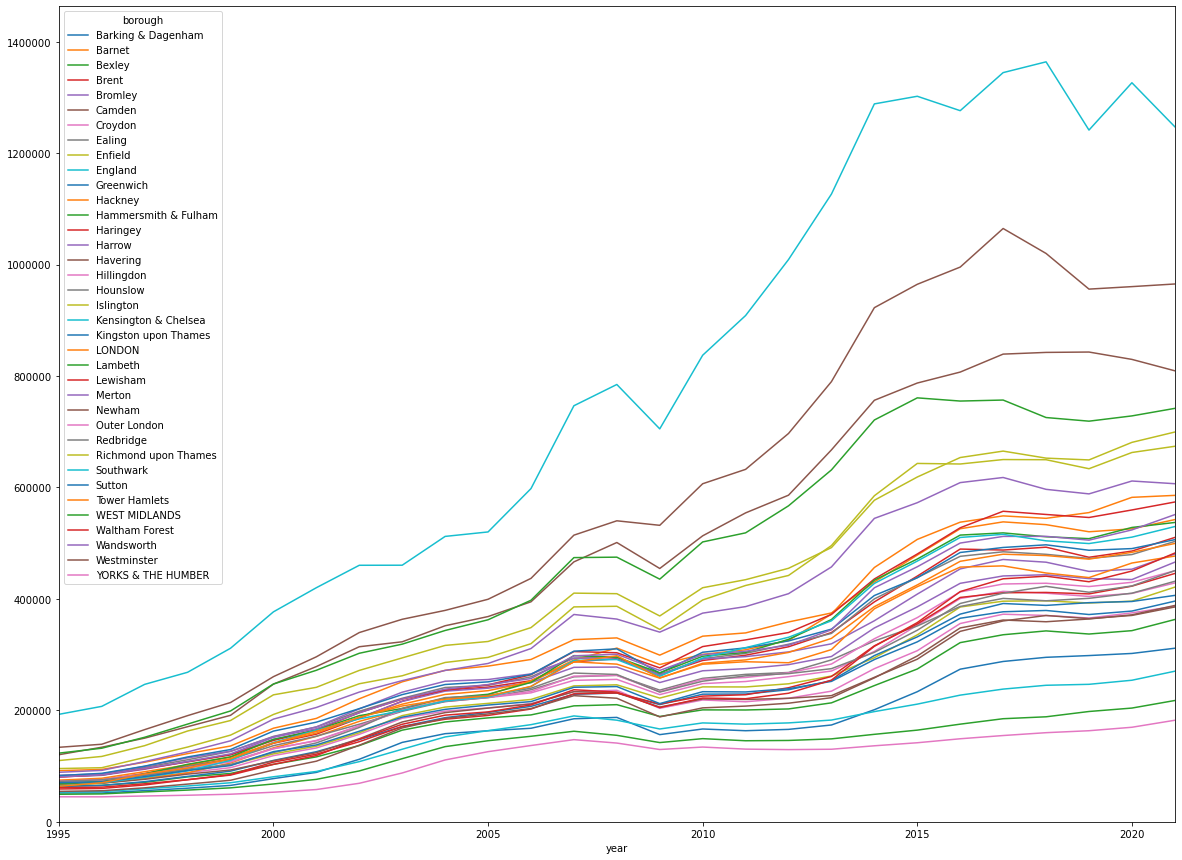 borough
Barking & Dagenham
Barnet
Bexley
Brent
Bromley
Camden
Croydon
Ealing
Enfield
England
Greenwich
Hackney
Hammersmith & Fulham
Haringey
Harrow
Havering
Hillingdon
Hounslow
Islington
Kensington & Chelsea
Kingston upon Thames
LONDON
Lambeth
Lewisham
Merton
Newham
Outer London
Redbridge
Richmond upon Thames
Southwark
Sutton
Tower Hamlets
WEST MIDLANDS
Waltham Forest
Wandsworth
Westminster
YORKS & THE HUMBER
1400000
1200000
1000000
800000
600000
400000
200000
0
1995 2000 2005 2010 2015 2020
year